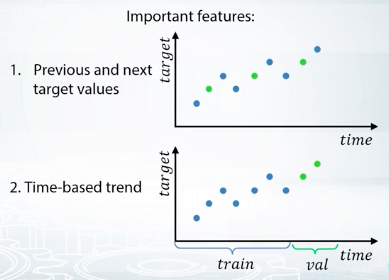 Important features:
1. Previous and next
target values
target
time
2. Time-based trend
target
train
val
time